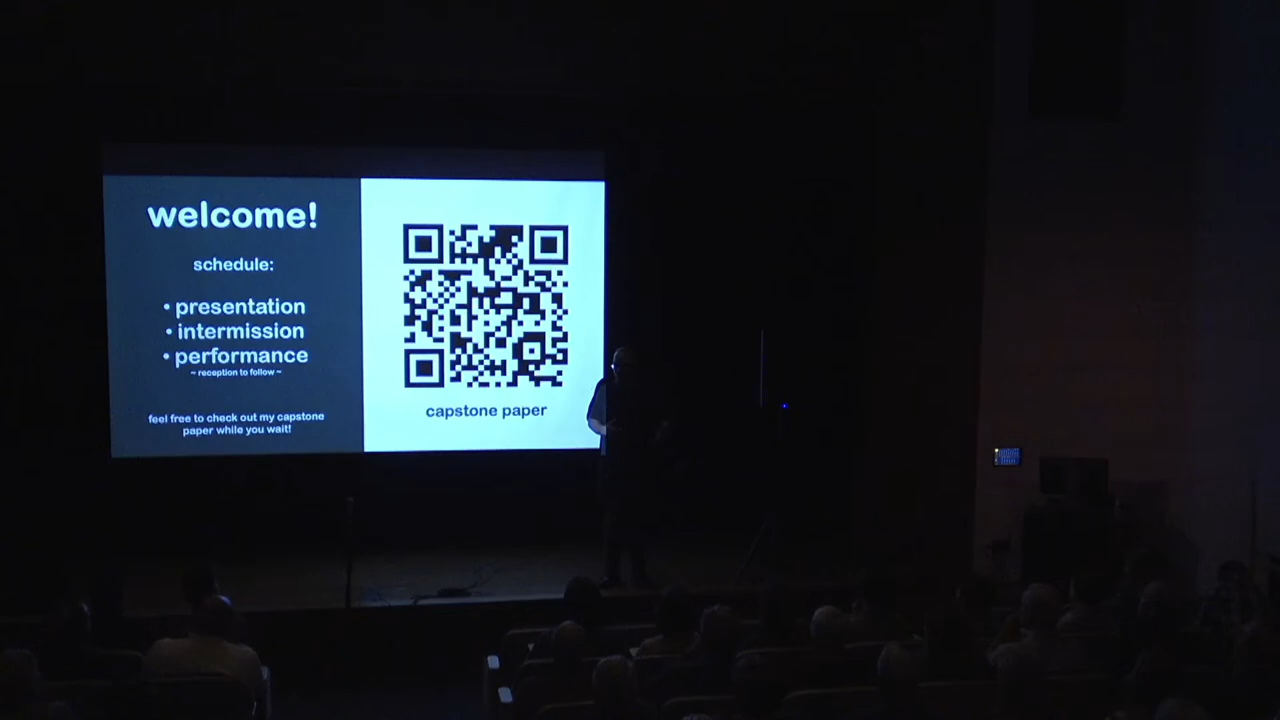 welcome!
schedule:
• presentation
• intermission
• performance
~ reception to follow ~
feel free to check out my capstone
paper while you wait!
capstone paper